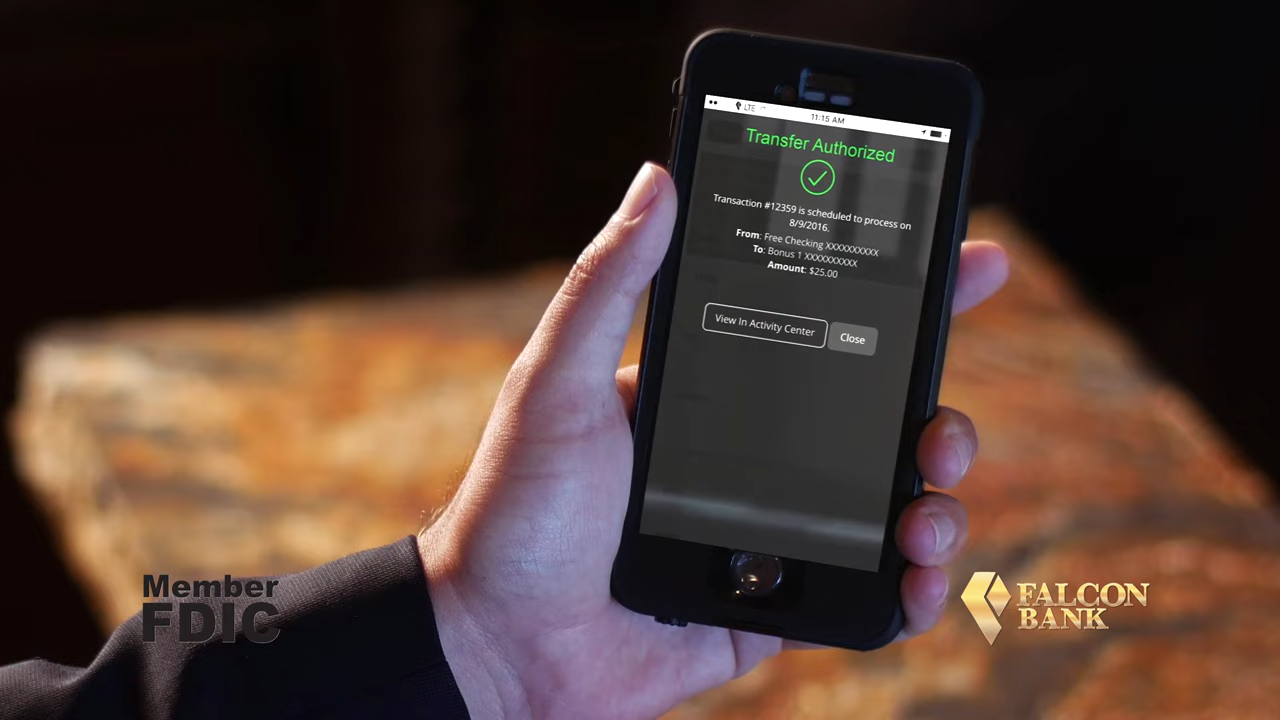 LTE
11:15 AM
Transfer Authorized
Transaction #12359 is scheduled to process on
8/9/2016.
From: Free Checking XXXXXXXXXX
To: Bonus 1 XXXXXXXXXX
Amount: $25.00
View In Activity Center
Close
Member
FDIC
FALCON
BANK